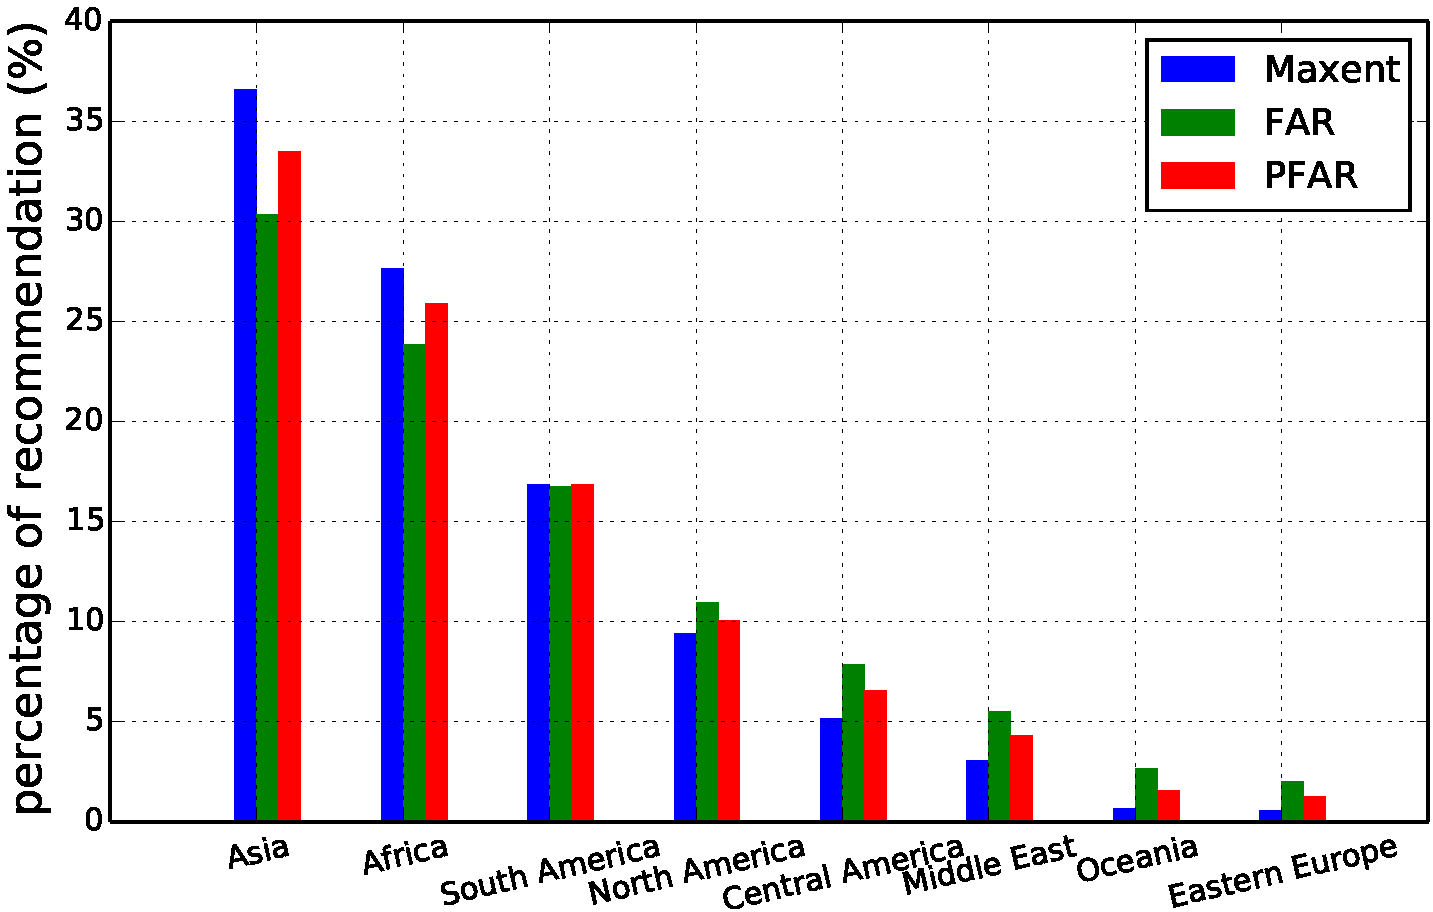 percentage of recommendation (%)
40
35
30
25
20
15
10
5
0
Maxent
FAR
PFAR
Asia
Africa
South America
North America
Central America
Middle East
Oceania
Eastern Europe